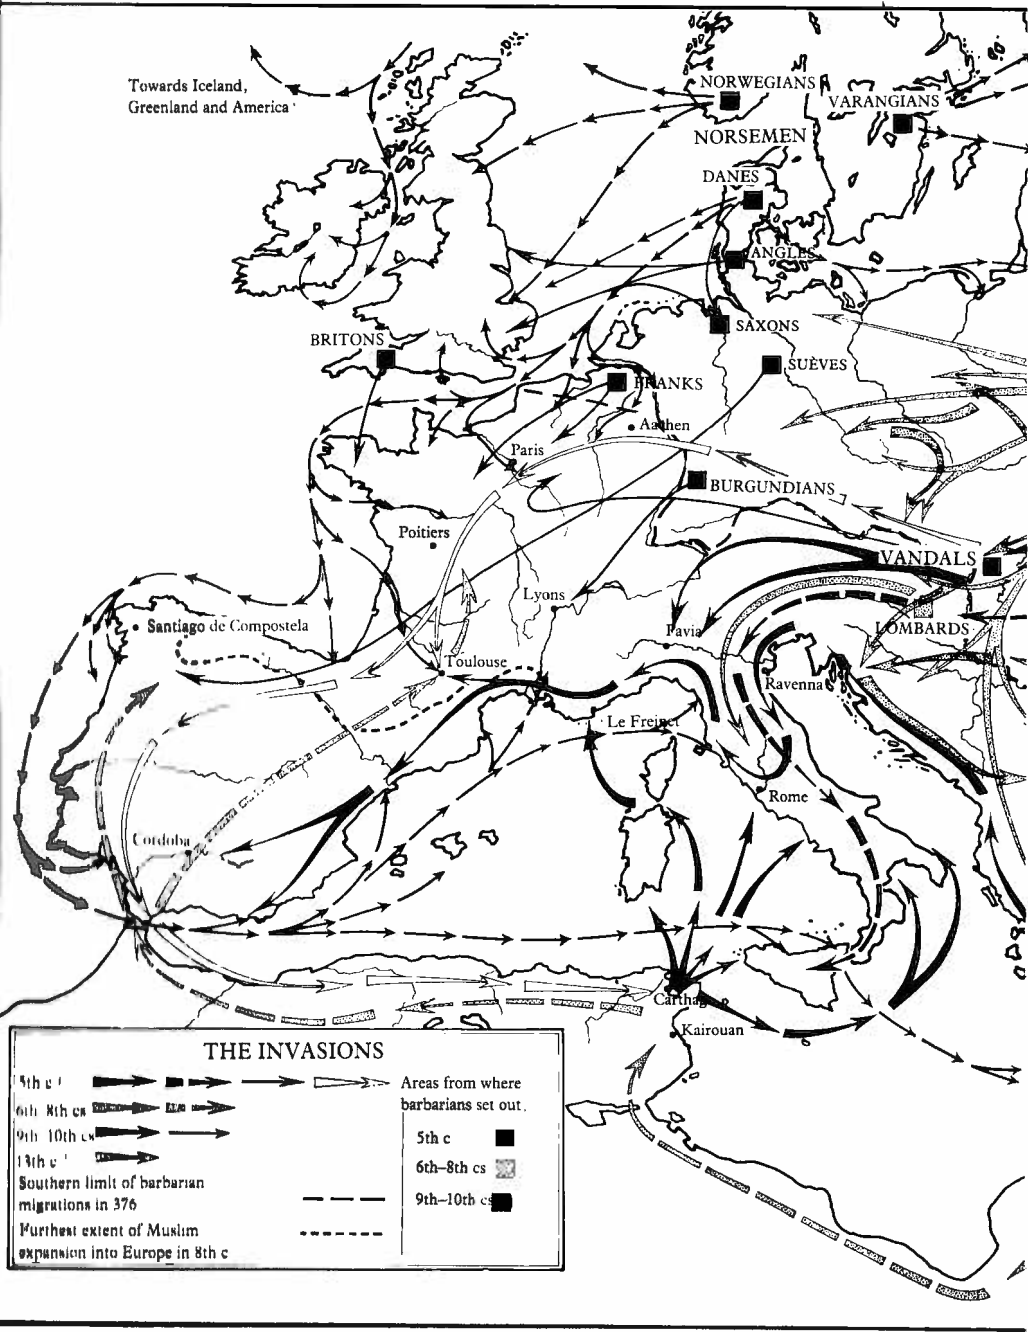 Towards Iceland,
Greenland and America
NORWEGIANS
VARANGIANS
NORSEMEN
DANES
ANGLES
BRITONS
SAXONS
SUÈVES
FRANKS
Aachen
Paris
BURGUNDIANS
Poitiers
VANDALS
Lyons
Santiago de Compostela
Pavia
LOMBARDS
Toulouse
Ravenna
Le Freinet
Rome
Cordoba
Carthage
Kairouan
THE INVASIONS
5th c
6th 8th cs
9th 10th cs
13th c
Southern limit of barbarian
migrations in 376
Furthest extent of Muslim
expansion into Europe in 8th c
Areas from where
barbarians set out.
5th c
6th–8th cs
9th–10th cs